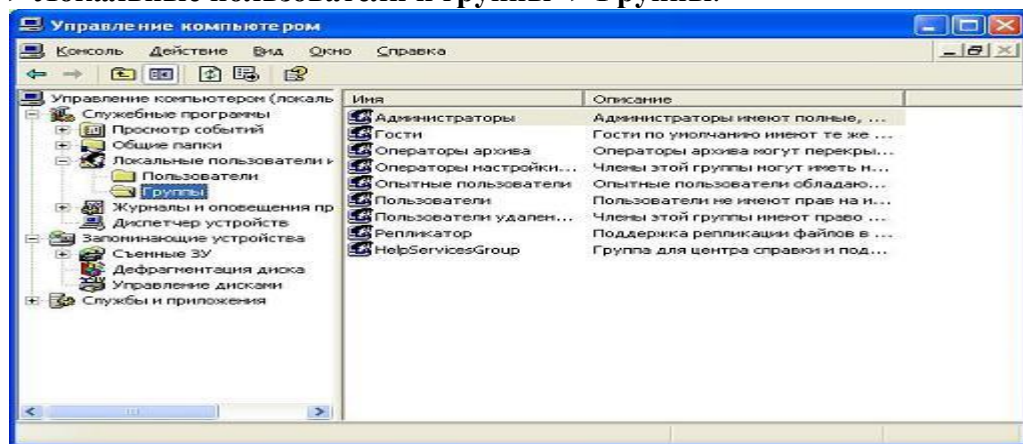 Локальные пользователи и группы \ Группы.
Управление компьютером
Консоль Действие Вид Окно Справка
Управление компьютером (локаль
Служебные программы
Просмотр событий
Общие папки
Локальные пользователи и
Пользователи
Группы
Журналы и оповещения пр
Диспетчер устройств
Запоминающие устройства
Съемные ЗУ
Дефрагментация диска
Управление дисками
Службы и приложения
Имя Описание
Администраторы Администраторы имеют полные, ...
Гости Гости по умолчанию имеют те же ...
Операторы архива Операторы архива могут перекры...
Операторы настройки... Члены этой группы могут иметь н...
Опытные пользователи Опытные пользователи обладаю...
Пользователи Пользователи не имеют прав на и...
Пользователи удален... Члены этой группы имеют право ...
Репликатор Поддержка репликации файлов в ...
HelpServicesGroup Группа для центра справки и под...